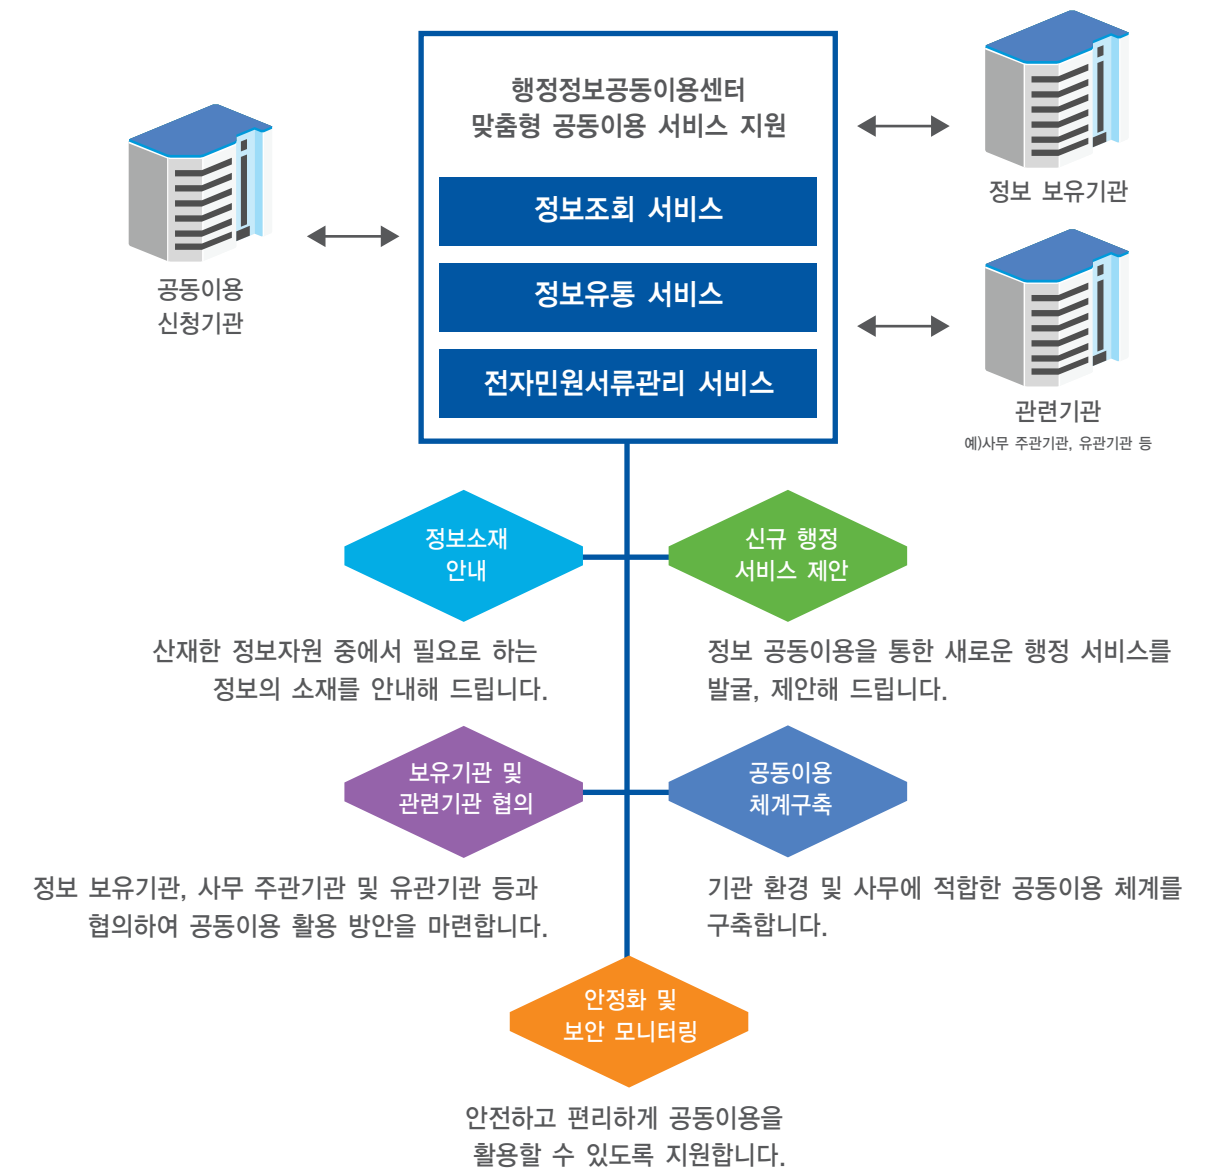 행정정보공동이용센터
맞춤형 공동이용 서비스 지원
정보조회 서비스
정보유통 서비스
전자민원서류관리 서비스
공동이용
신청기관
정보 보유기관
관련기관
예)사무 주관기관, 유관기관 등
정보소재
안내
산재한 정보자원 중에서 필요로 하는
정보의 소재를 안내해 드립니다.
신규 행정
서비스 제안
정보 공동이용을 통한 새로운 행정 서비스를
발굴, 제안해 드립니다.
보유기관 및
관련기관 협의
정보 보유기관, 사무 주관기관 및 유관기관 등과
협의하여 공동이용 활용 방안을 마련합니다.
공동이용
체계구축
기관 환경 및 사무에 적합한 공동이용 체계를
구축합니다.
안정화 및
보안 모니터링
안전하고 편리하게 공동이용을
활용할 수 있도록 지원합니다.